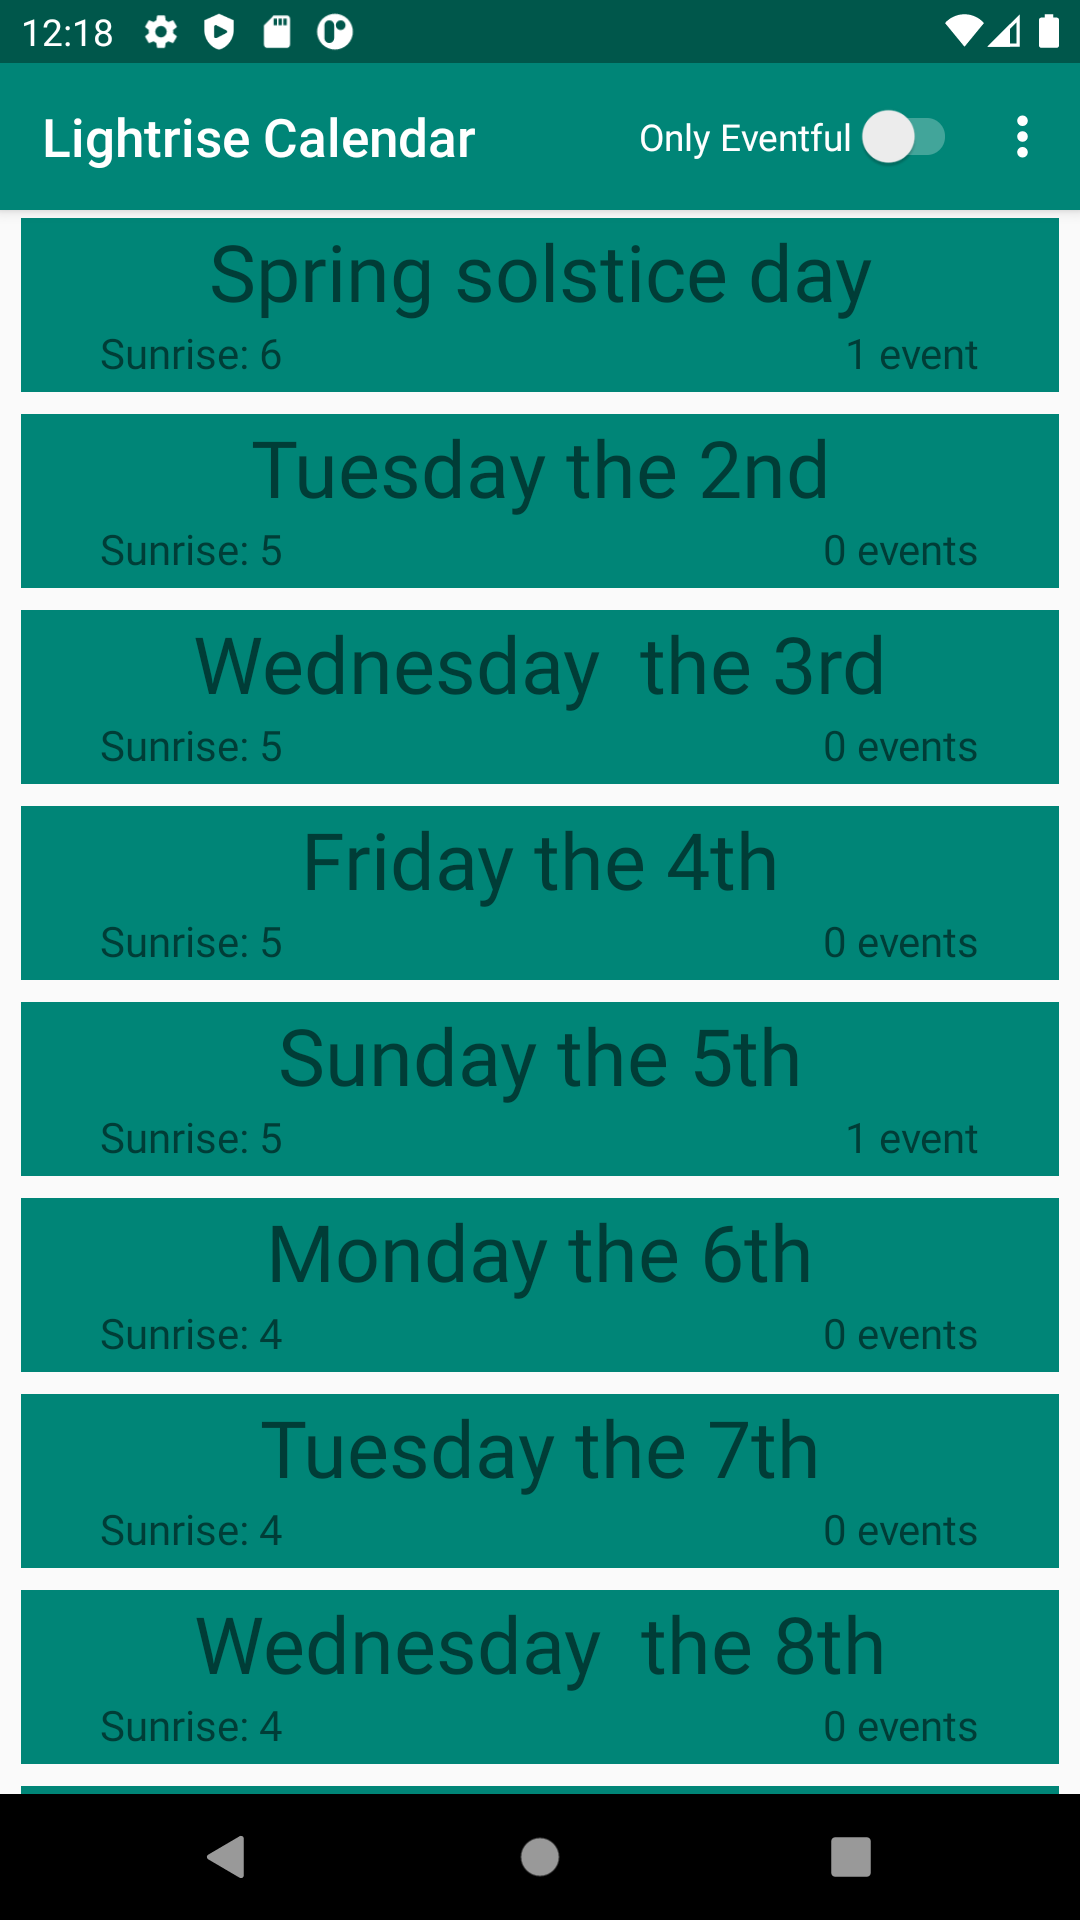 12:18
Lightrise Calendar Only Eventful
Spring solstice day
Sunrise: 6 1 event
Tuesday the 2nd
Sunrise: 5 0 events
Wednesday  the 3rd
Sunrise: 5 0 events
Friday the 4th
Sunrise: 5 0 events
Sunday the 5th
Sunrise: 5 1 event
Monday the 6th
Sunrise: 4 0 events
Tuesday the 7th
Sunrise: 4 0 events
Wednesday  the 8th
Sunrise: 4 0 events